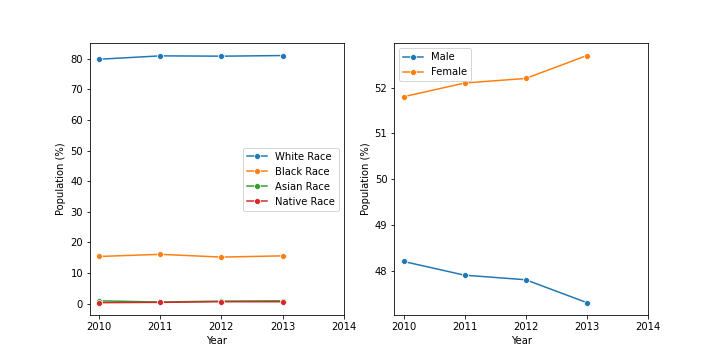 80
70
60
50
40
30
20
10
0
Population (%)
White Race
Black Race
Asian Race
Native Race
2010 2011 2012 2013 2014
Year
52
51
50
49
48
Population (%)
Male
Female
2010 2011 2012 2013 2014
Year